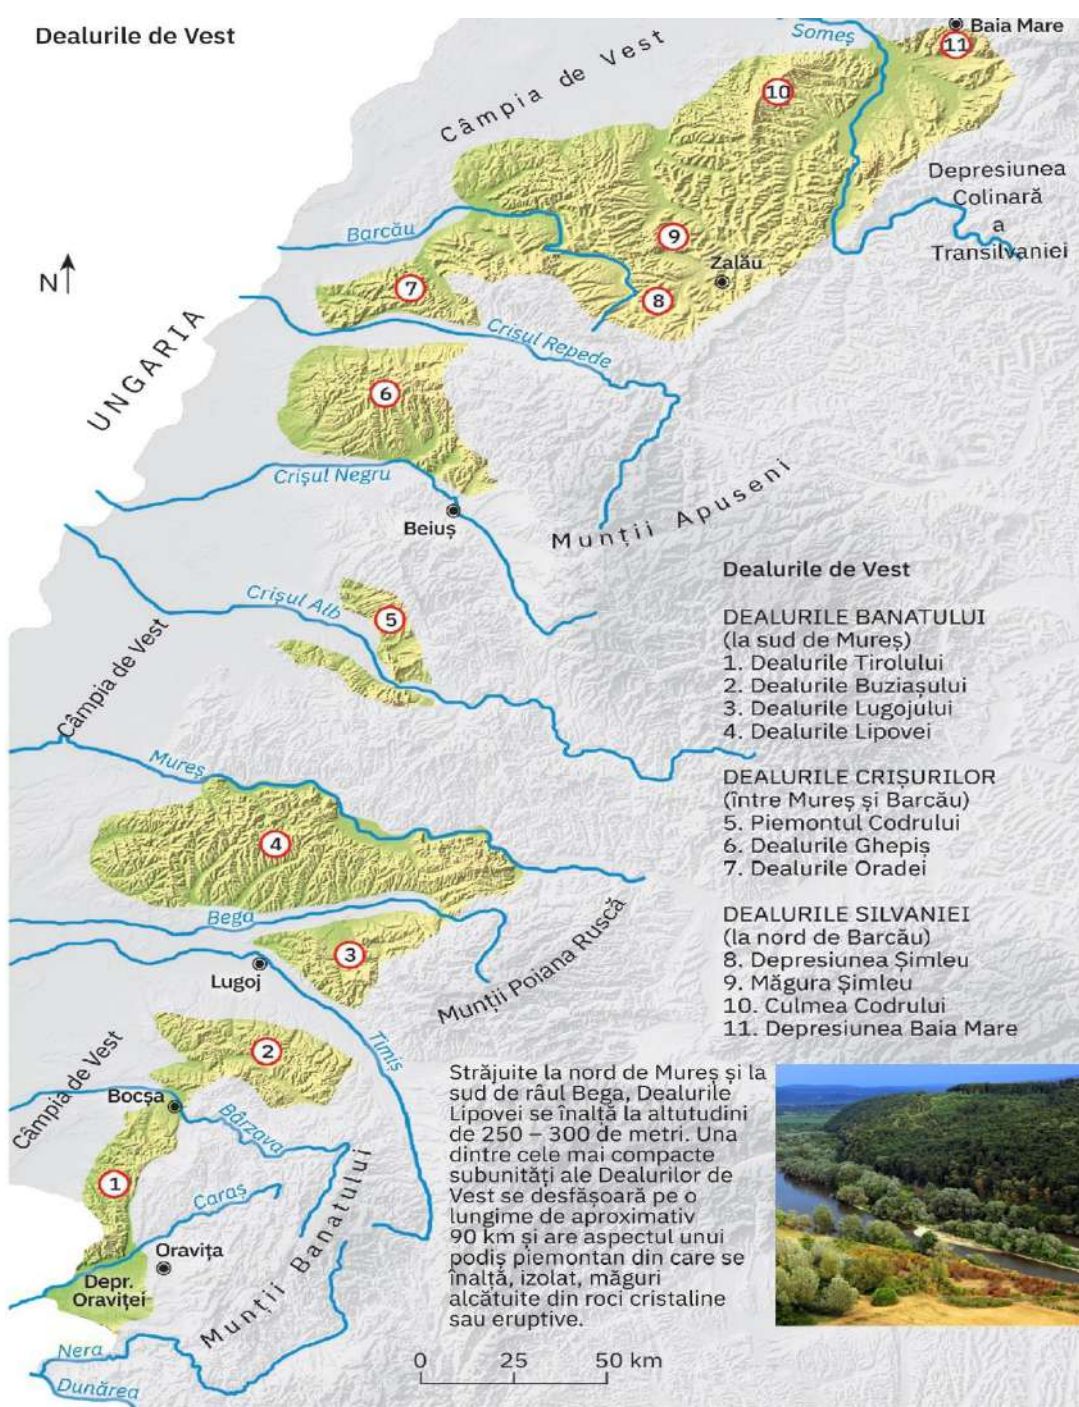 Dealurile de Vest
Baia Mare
Someș
11
Câmpia de Vest
10
Depresiunea
Colinară
a
Transilvaniei
Barcău
9
Zalău
N
7
8
UNGARIA
Crișul Repede
6
Crișul Negru
Beiuș
Munții Apuseni
Crișul Alb
5
Câmpia de Vest
Mureș
4
Bega
3
Lugoj
Munții Poiana Ruscă
Timiș
2
Câmpia de Vest
Bocșa
Bârzava
1
Caraș
Oravița
Depr.
Oraviței
Munții Banatului
Nera
Dunărea
Dealurile de Vest
DEALURILE BANATULUI
(la sud de Mureș)
1. Dealurile Tirolului
2. Dealurile Buziașului
3. Dealurile Lugojului
4. Dealurile Lipovei
DEALURILE CRIȘURILOR
(între Mureș și Barcău)
5. Piemontul Codrului
6. Dealurile Ghepiș
7. Dealurile Oradei
DEALURILE SILVANIEI
(la nord de Barcău)
8. Depresiunea Șimleu
9. Măgura Șimleu
10. Culmea Codrului
11. Depresiunea Baia Mare
Străjuite la nord de Mureș și la
sud de râul Bega, Dealurile
Lipovei se înalță la altutudini
de 250 – 300 de metri. Una
dintre cele mai compacte
subunități ale Dealurilor de
Vest se desfășoară pe o
lungime de aproximativ
90 km și are aspectul unui
podiș piemontan din care se
înalță, izolat, măguri
alcătuite din roci cristaline
sau eruptive.
0 25 50 km